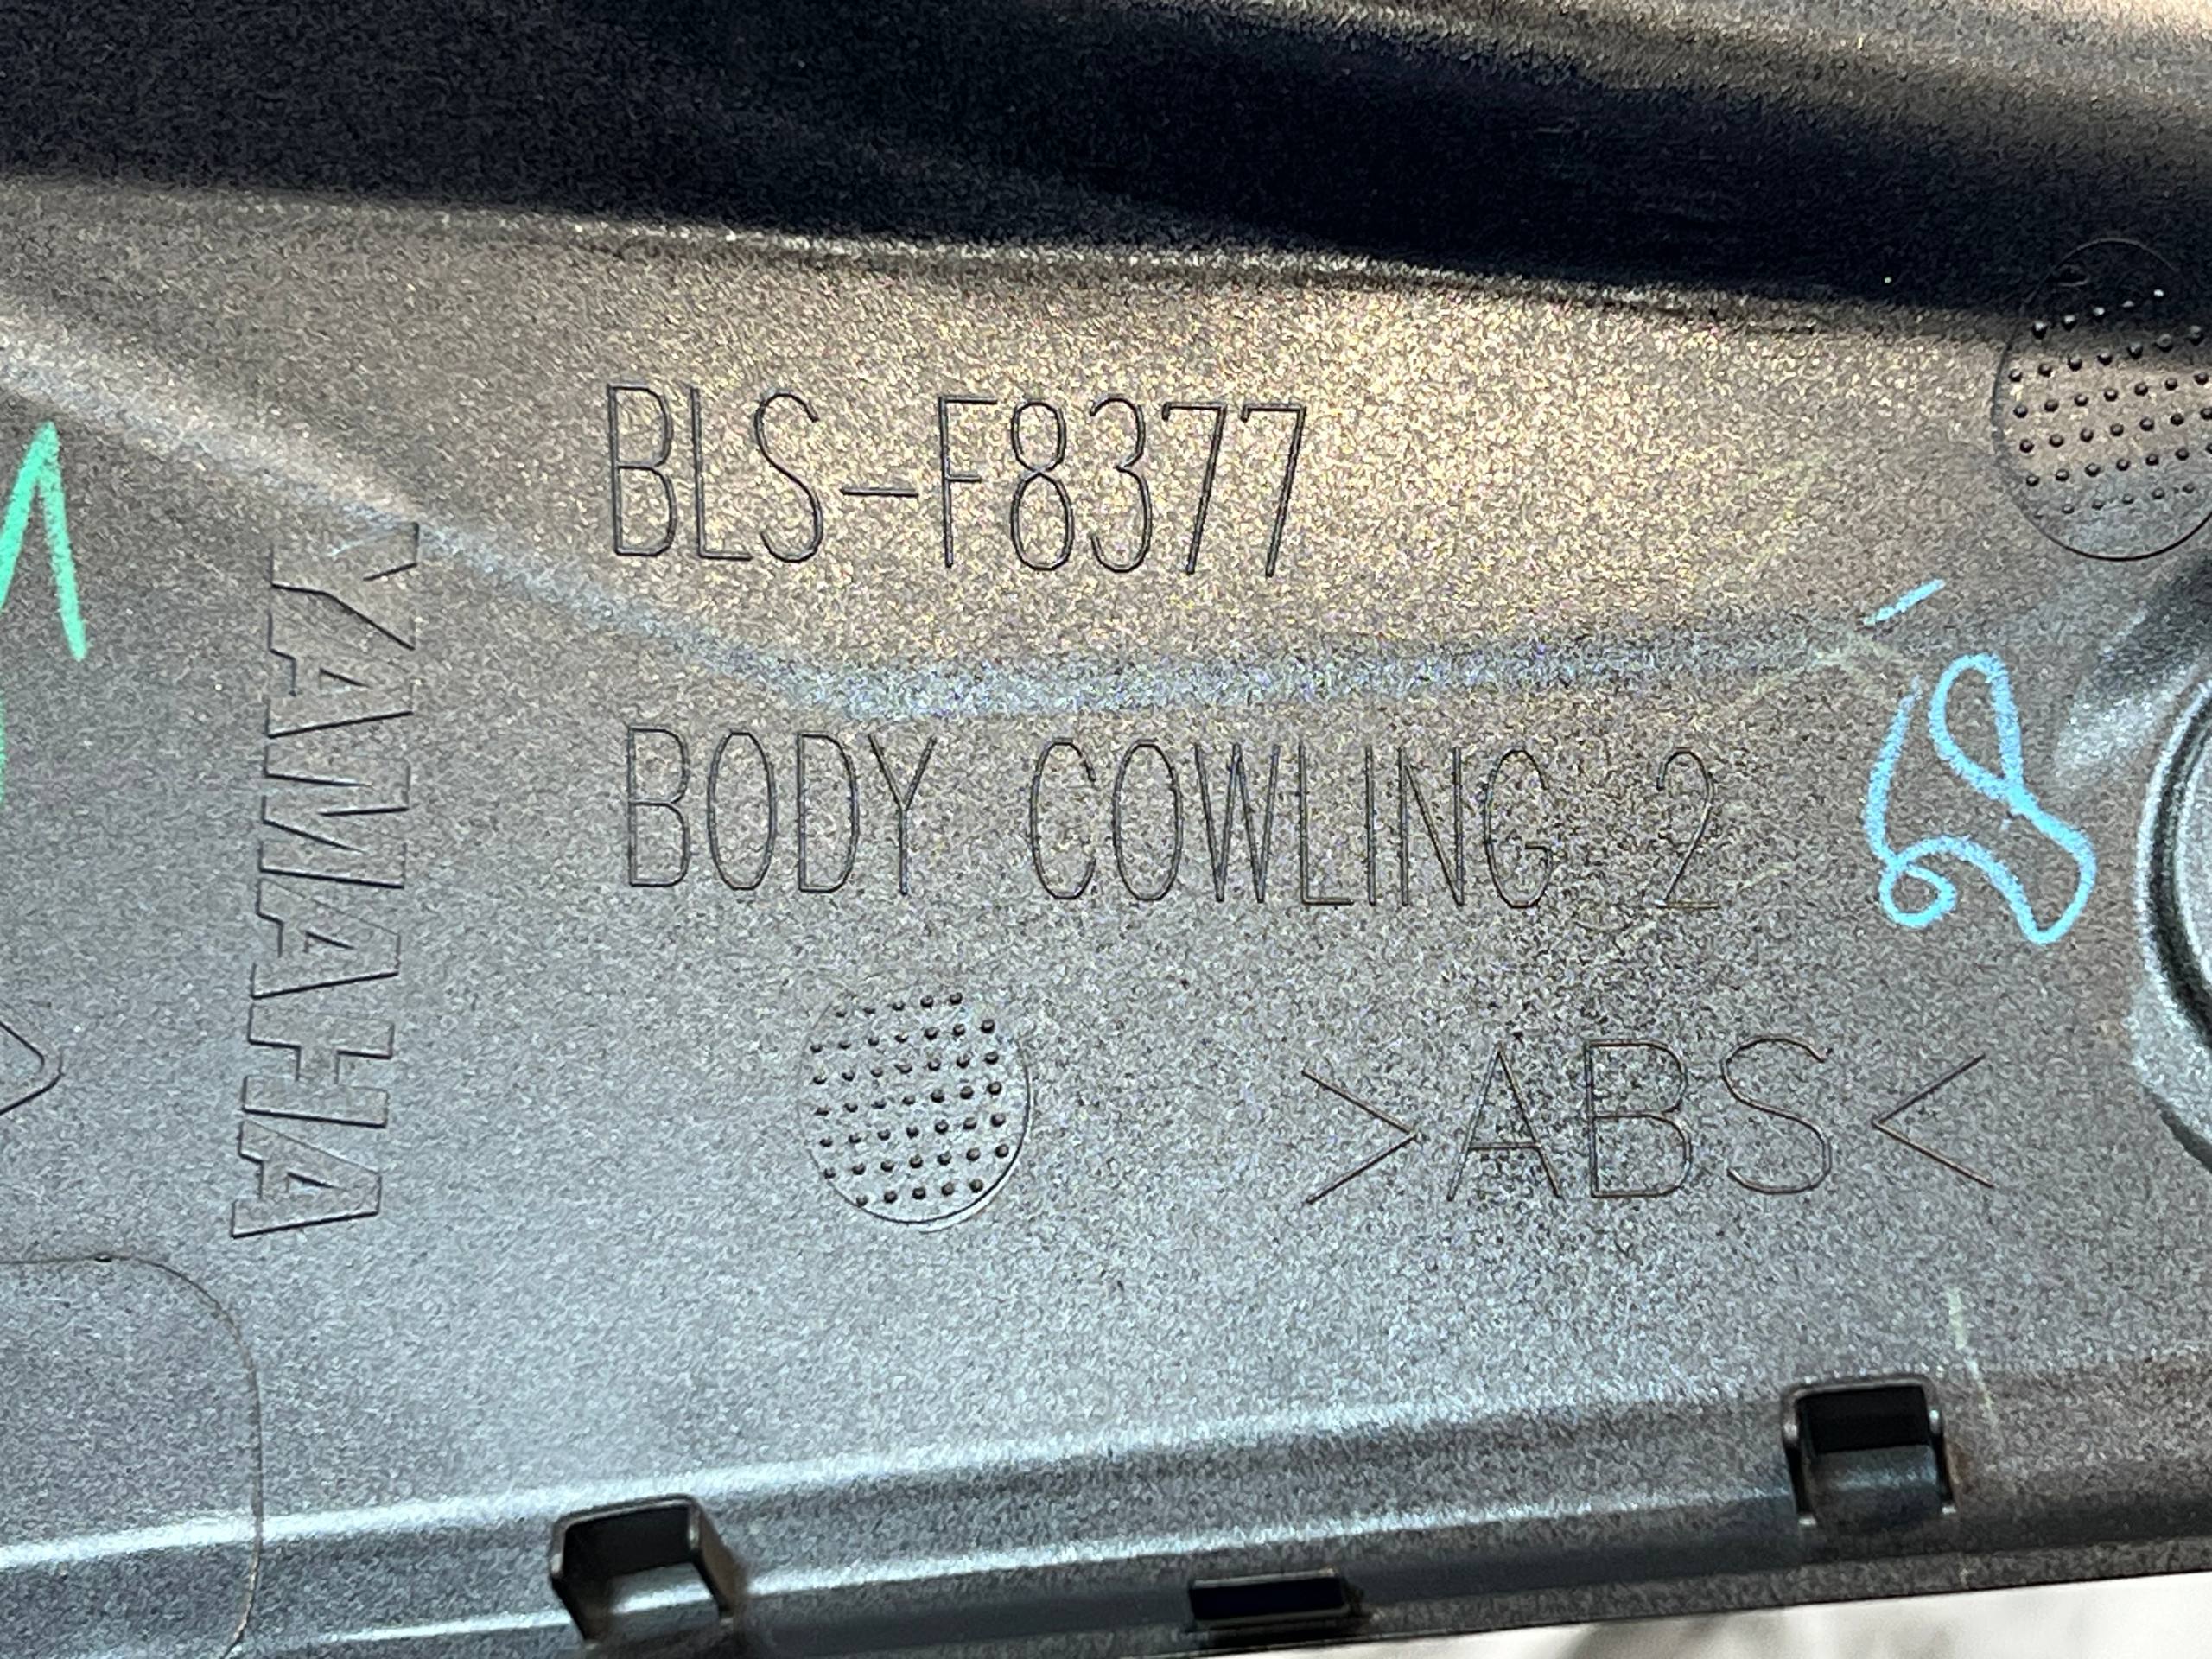 BLS-F8377
YAMAHA
BODY COWLING 2
>ABS<